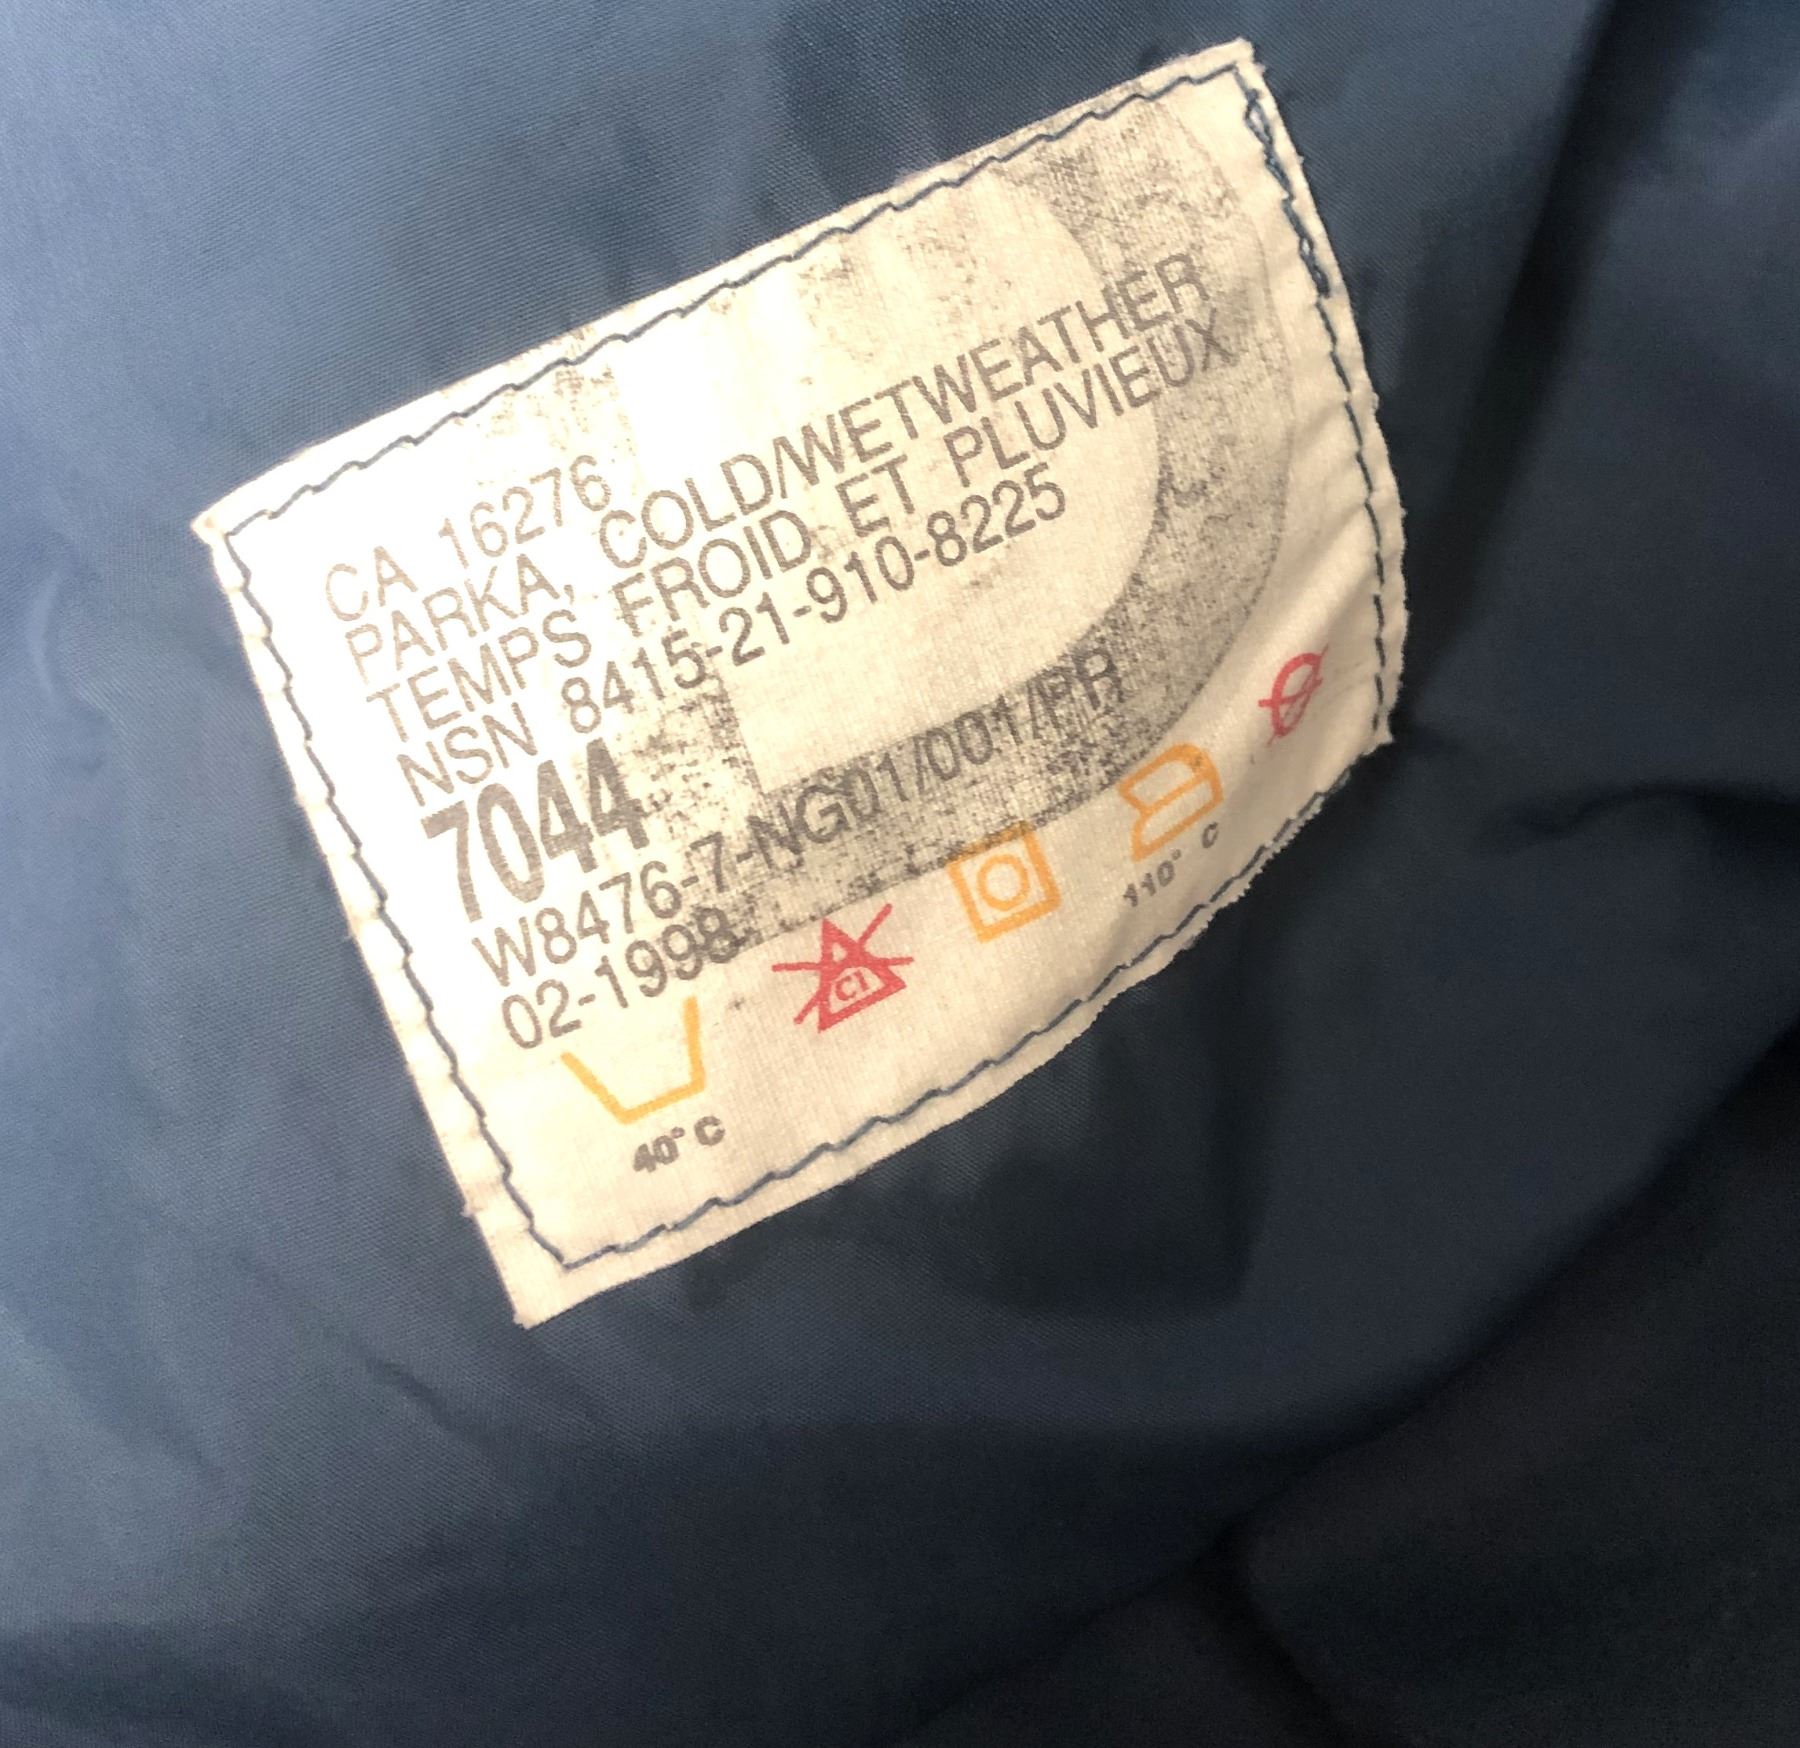 CA 16276
PARKA, COLD/WETWEATHER
TEMPS FROID ET PLUVIEUX
NSN 8415-21-910-8225
7044
W8476-7-NG01/001/PR
02-1998
40° C
Cl
110° C